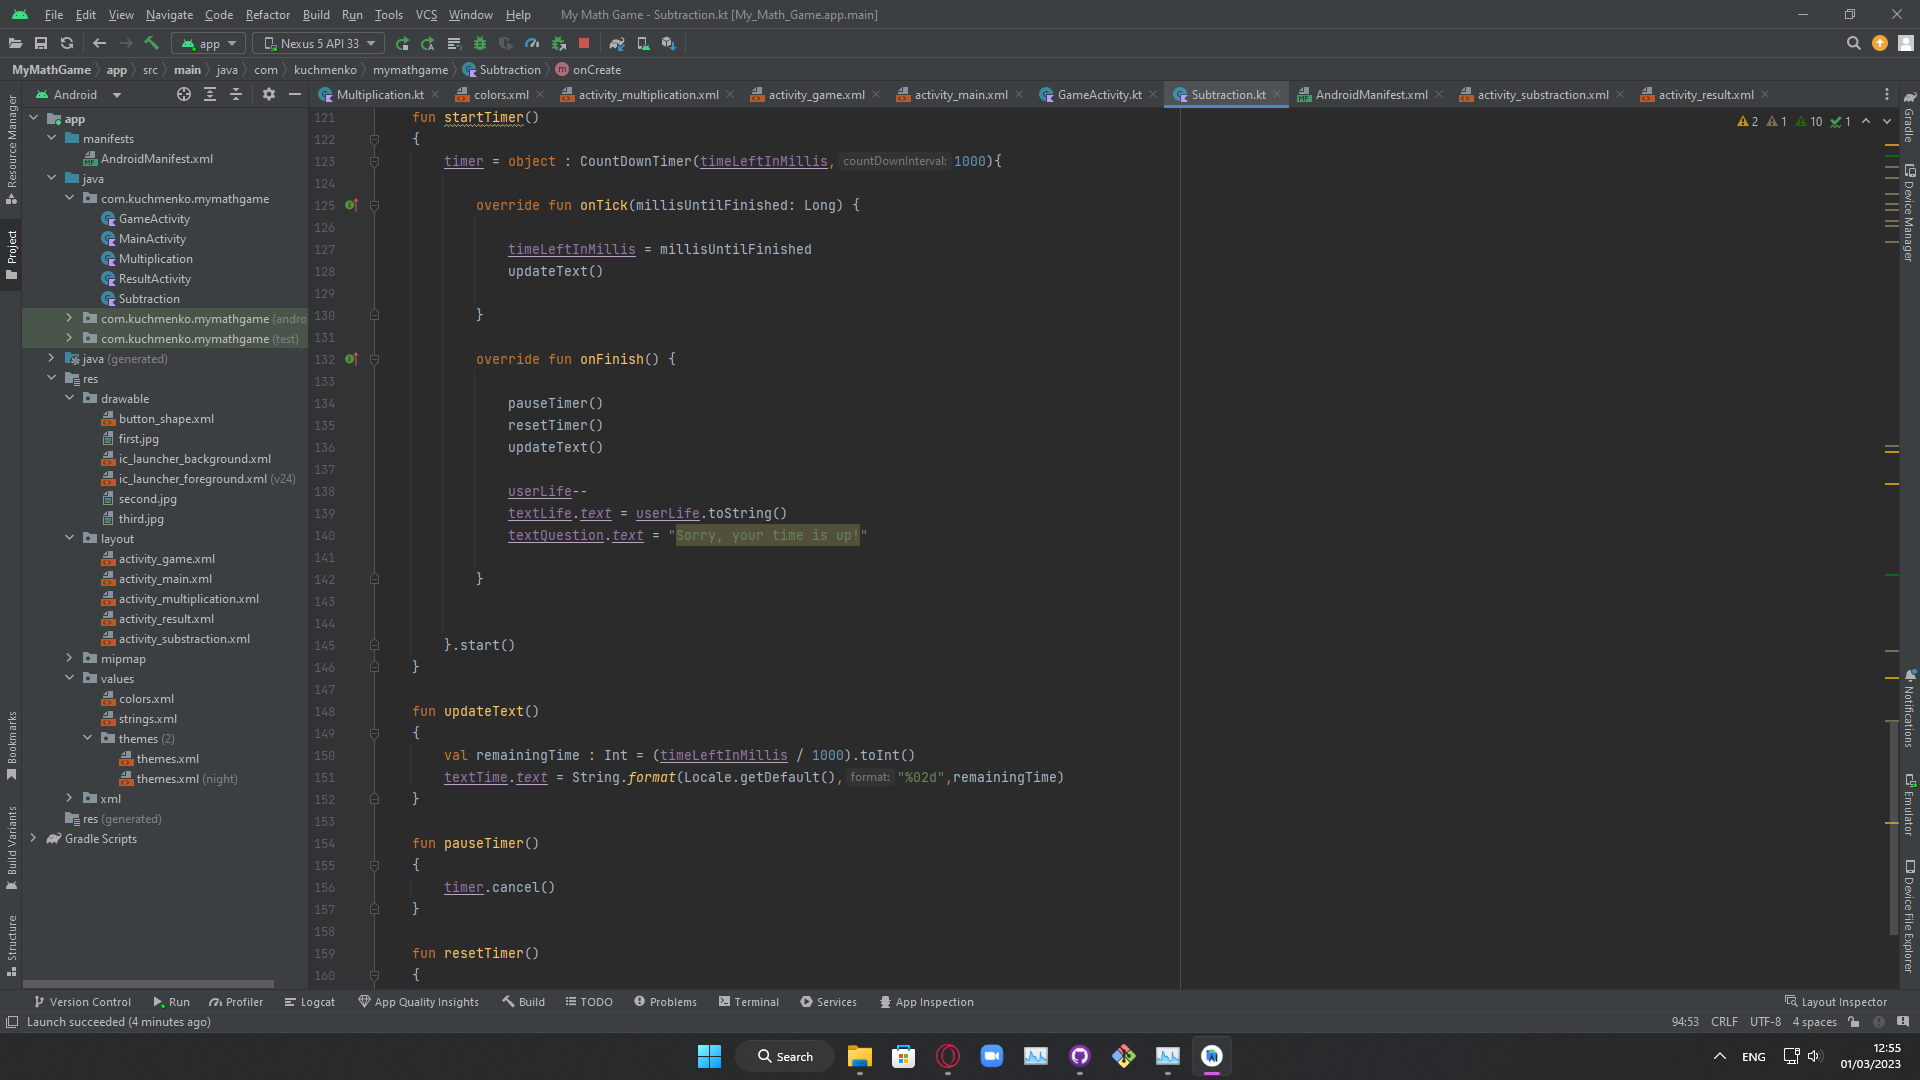 File Edit View Navigate Code Refactor Build Run Tools VCS Window Help My Math Game - Subtraction.kt [My_Math_Game.app.main]
app Nexus 5 API 33
MyMathGame app src main java com kuchmenko mymathgame Subtraction onCreate
Android
Multiplication.kt colors.xml activity_multiplication.xml activity_game.xml activity_main.xml GameActivity.kt Subtraction.kt AndroidManifest.xml activity_substraction.xml activity_result.xml
Resource Manager
Project
Bookmarks
Build Variants
Structure
app
manifests
AndroidManifest.xml
java
com.kuchmenko.mymathgame
GameActivity
MainActivity
Multiplication
ResultActivity
Subtraction
com.kuchmenko.mymathgame (andro
com.kuchmenko.mymathgame (test)
java (generated)
res
drawable
button_shape.xml
first.jpg
ic_launcher_background.xml
ic_launcher_foreground.xml (v24)
second.jpg
third.jpg
layout
activity_game.xml
activity_main.xml
activity_multiplication.xml
activity_result.xml
activity_substraction.xml
mipmap
values
colors.xml
strings.xml
themes (2)
themes.xml
themes.xml (night)
xml
res (generated)
Gradle Scripts
2 1 10 1
121 fun startTimer()
122 {
123 timer = object : CountDownTimer(timeLeftInMillis, countDownInterval: 1000){
124
125 override fun onTick(millisUntilFinished: Long) {
126
127 timeLeftInMillis = millisUntilFinished
128 updateText()
129
130 }
131
132 override fun onFinish() {
133
134 pauseTimer()
135 resetTimer()
136 updateText()
137
138 userLife--
139 textLife.text = userLife.toString()
140 textQuestion.text = "Sorry, your time is up!"
141
142 }
143
144
145 }.start()
146 }
147
148 fun updateText()
149 {
150 val remainingTime : Int = (timeLeftInMillis / 1000).toInt()
151 textTime.text = String.format(Locale.getDefault(), format: "%02d",remainingTime)
152 }
153
154 fun pauseTimer()
155 {
156 timer.cancel()
157 }
158
159 fun resetTimer()
160 {
Gradle
Device Manager
Notifications
Emulator
Device File Explorer
Version Control Run Profiler Logcat App Quality Insights Build TODO Problems Terminal Services App Inspection Layout Inspector
Launch succeeded (4 minutes ago) 94:53 CRLF UTF-8 4 spaces
Search ENG 12:55
01/03/2023